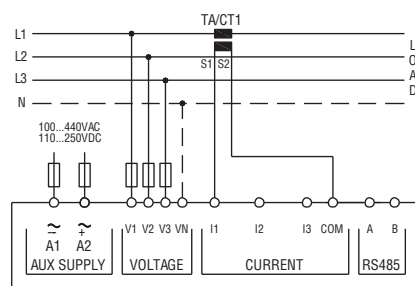 TA/CT1
L1
L2
S1 S2
L3
N
LOAD
100...440VAC
110...250VDC
V1 V2 V3 VN I1 I2 I3 COM A B
~ ~
-- +
A1 A2
AUX SUPPLY VOLTAGE CURRENT RS485